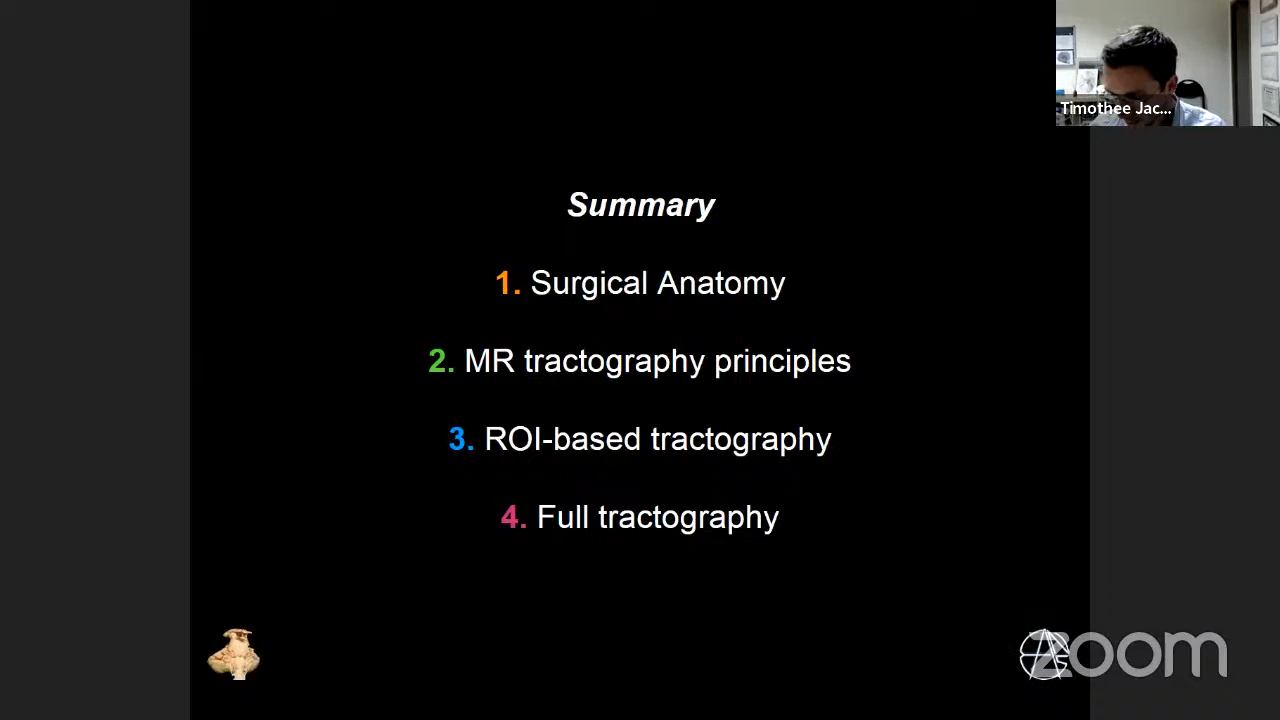 Timothee Jac...
Summary
1. Surgical Anatomy
2. MR tractography principles
3. ROI-based tractography
4. Full tractography
zoom